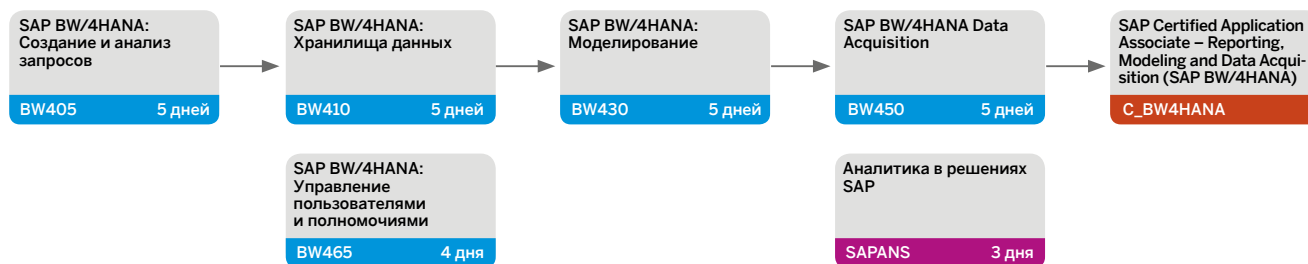 SAP BW/4HANA:
Создание и анализ
запросов
BW405 5 дней
SAP BW/4HANA:
Хранилища данных
BW410 5 дней
SAP BW/4HANA:
Моделирование
BW430 5 дней
SAP BW/4HANA Data
Acquisition
BW450 5 дней
SAP Certified Application
Associate – Reporting,
Modeling and Data Acqui-
sition (SAP BW/4HANA)
C_BW4HANA
SAP BW/4HANA:
Управление
пользователями
и полномочиями
BW465 4 дня
Аналитика в решениях
SAP
SAPANS 3 дня